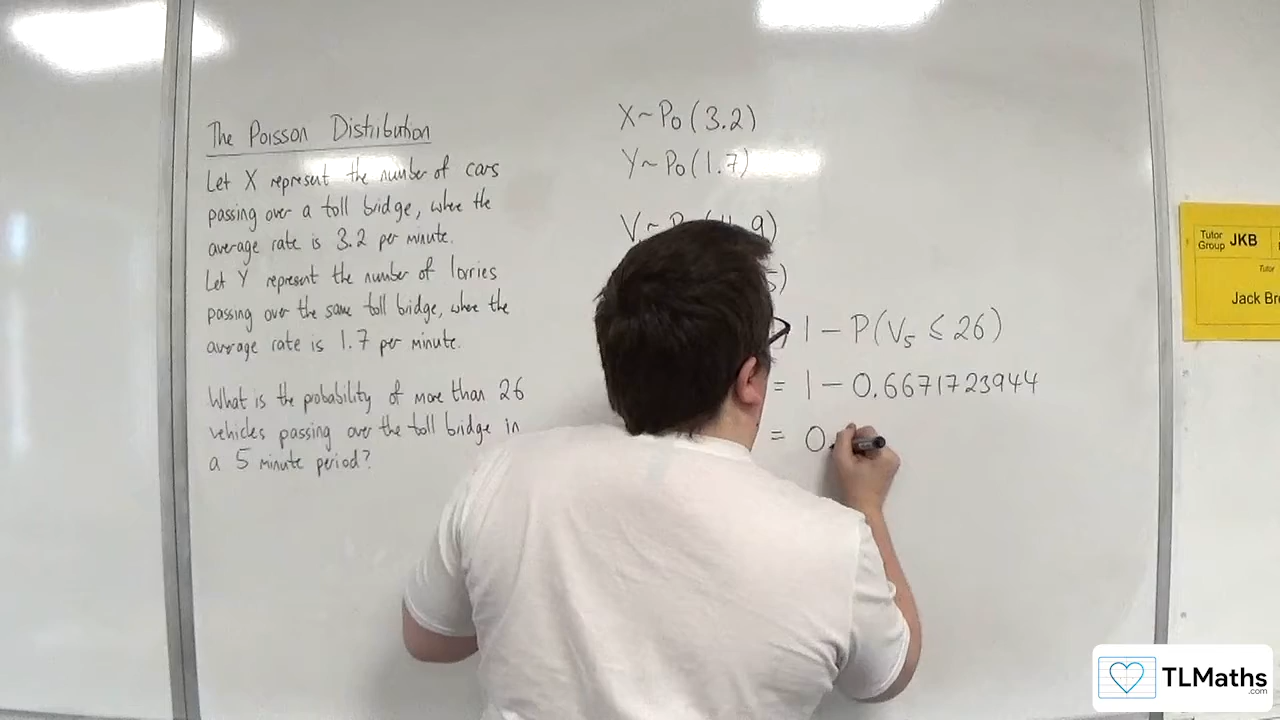 The Poisson Distribution
Let X represent the number of cars
passing over a toll bridge, where the
average rate is 3.2 per minute.
Let Y represent the number of lorries
passing over the same toll bridge, where the
average rate is 1.7 per minute.
What is the probability of more than 26
vehicles passing over the toll bridge in
a 5 minute period?
X~Po(3.2)
Y~Po(1.7)
9)
)
1 - P(V₅ ≤ 26)
= 1 - 0.6671723944
= 0.
Tutor
Group JKB
Tutor
Jack Br
TLMaths
.com